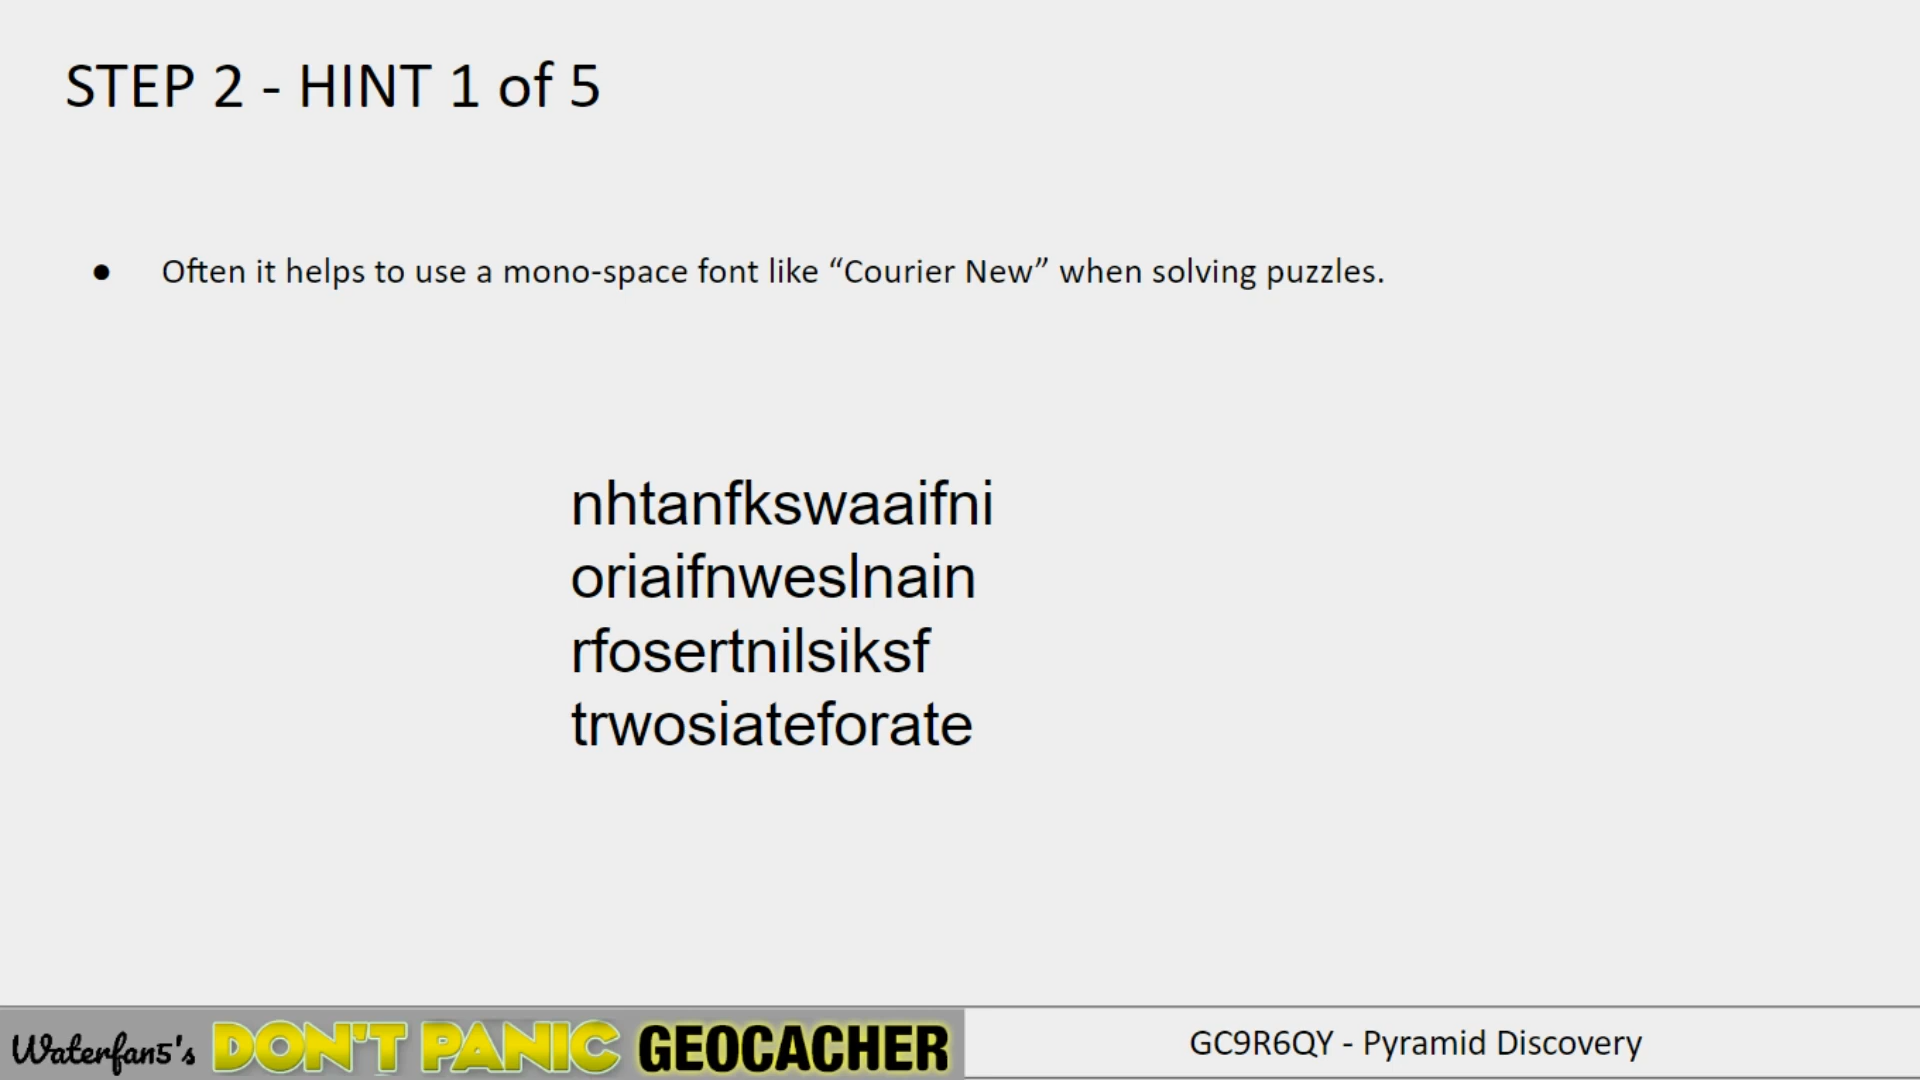 STEP 2 - HINT 1 of 5
● Often it helps to use a mono-space font like “Courier New” when solving puzzles.
nhtanfkswaaifni
oriaifnweslnain
rfosertnilsiksf
trwosiateforate
Waterfan5's DON'T PANIC GEOCACHER
GC9R6QY - Pyramid Discovery